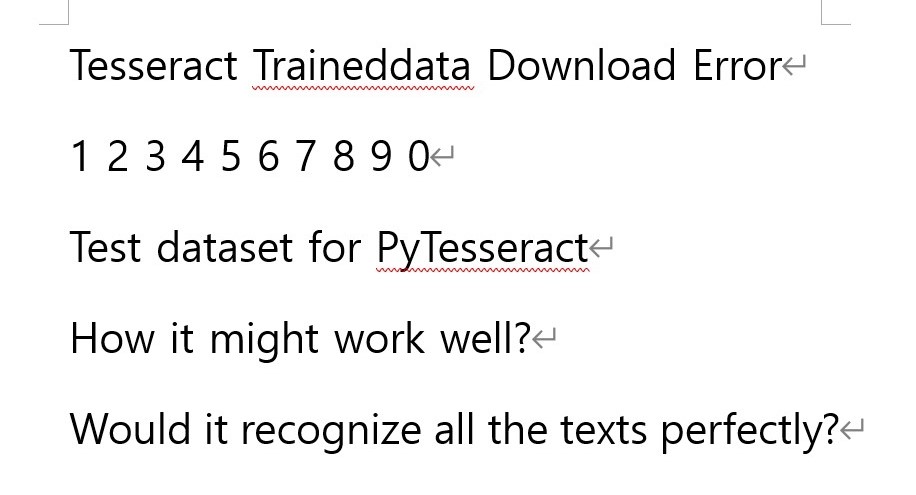 Tesseract Traineddata Download Error
1 2 3 4 5 6 7 8 9 0
Test dataset for PyTesseract
How it might work well?
Would it recognize all the texts perfectly?